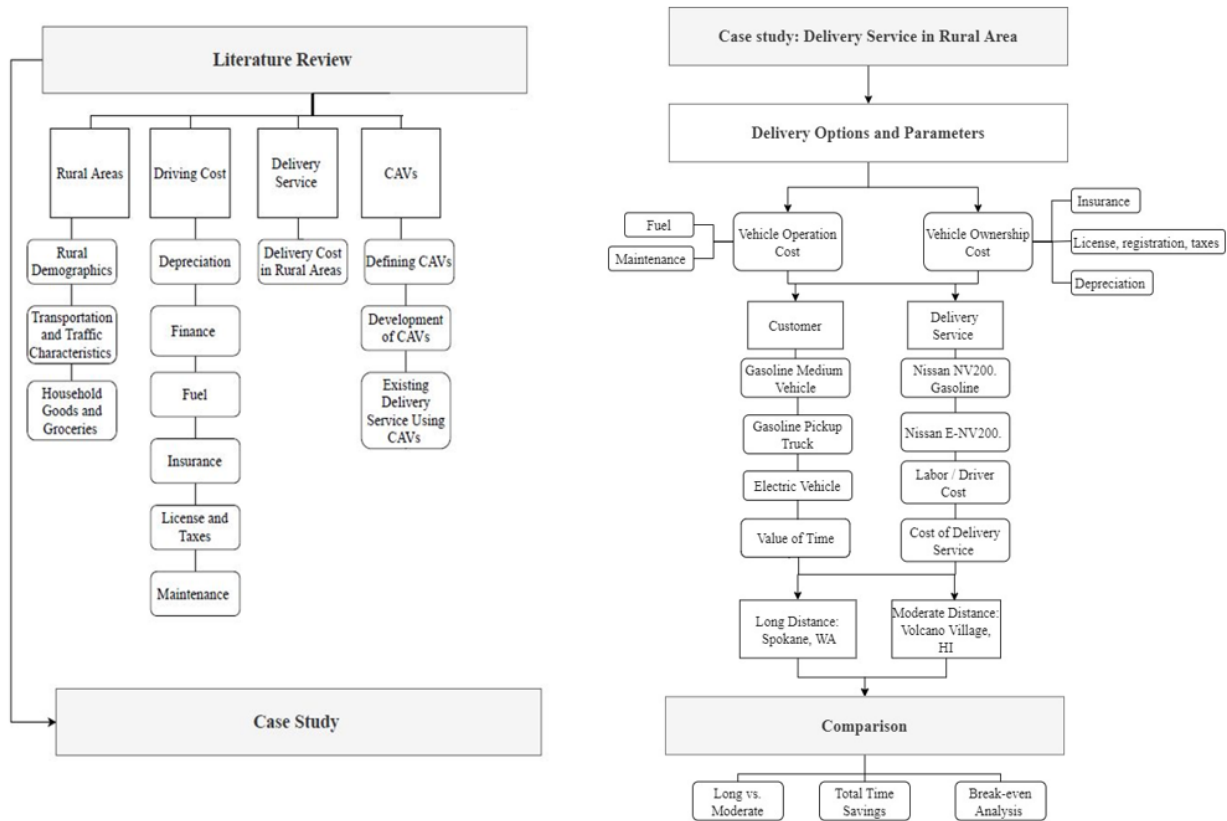 Literature Review
Rural Areas
Driving Cost
Delivery
Service
CAVs
Rural
Demographics
Transportation
and Traffic
Characteristics
Household
Goods and
Groceries
Depreciation
Finance
Fuel
Insurance
License and
Taxes
Maintenance
Delivery Cost
in Rural Areas
Defining CAVs
Development
of CAVs
Existing
Delivery
Service Using
CAVs
Case Study
Case study: Delivery Service in Rural Area
Delivery Options and Parameters
Fuel
Maintenance
Vehicle Operation
Cost
Vehicle Ownership
Cost
Insurance
License, registration, taxes
Depreciation
Customer
Gasoline Medium
Vehicle
Gasoline Pickup
Truck
Electric Vehicle
Value of Time
Delivery
Service
Nissan NV200.
Gasoline
Nissan E-NV200.
Labor / Driver
Cost
Cost of Delivery
Service
Long Distance:
Spokane, WA
Moderate Distance:
Volcano Village,
HI
Comparison
Long vs.
Moderate
Total Time
Savings
Break-even
Analysis